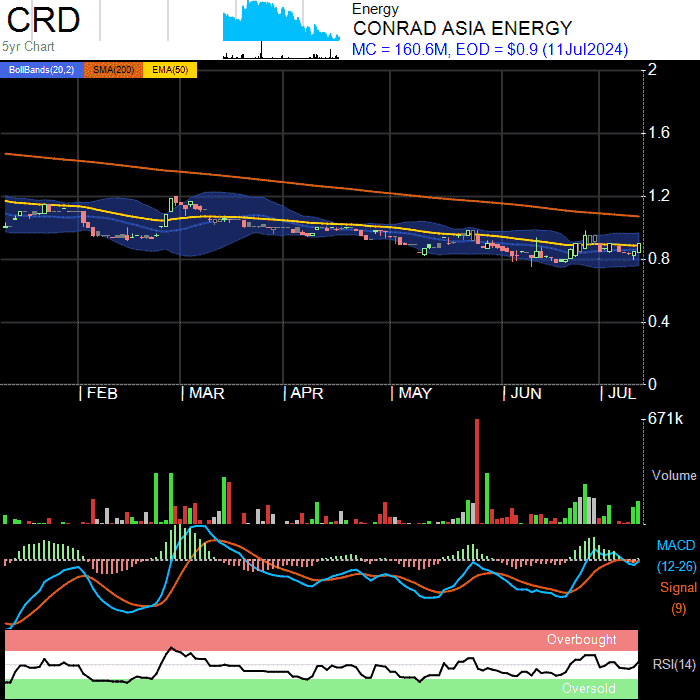 CRD
5yr Chart
Energy
CONRAD ASIA ENERGY
MC = 160.6M, EOD = $0.9 (11Jul2024)
BollBands(20,2) SMA(200) EMA(50)
2
1.6
1.2
0.8
0.4
0
| FEB | MAR | APR | MAY | JUN | JUL
671k
Volume
MACD
(12-26)
Signal
(9)
Overbought
RSI(14)
Oversold